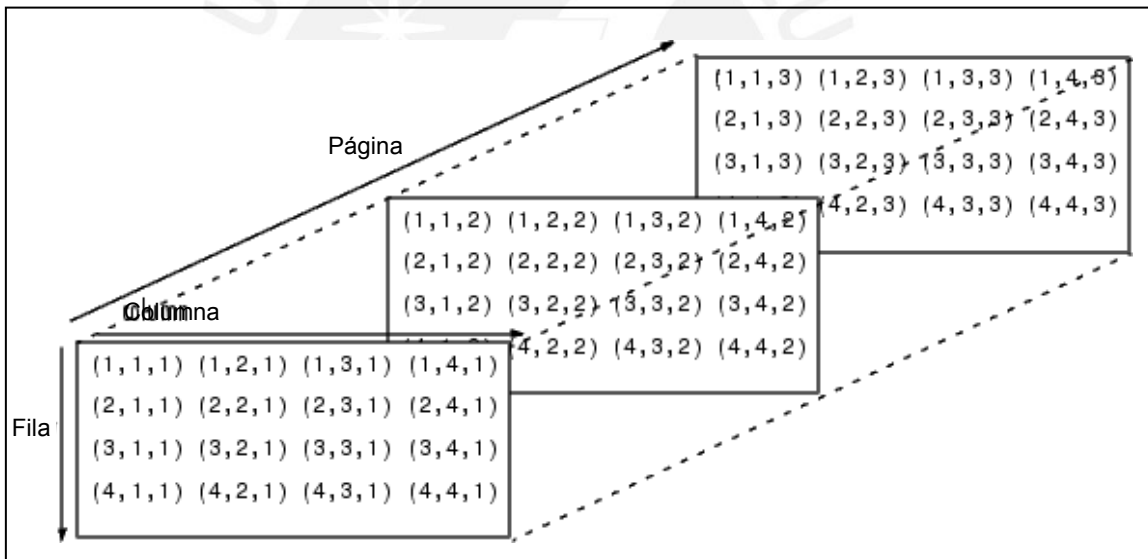 Página
(1,1,3) (1,2,3) (1,3,3) (1,4,3)
(2,1,3) (2,2,3) (2,3,3) (2,4,3)
(3,1,3) (3,2,3) (3,3,3) (3,4,3)
(4,2,3) (4,3,3) (4,4,3)
(1,1,2) (1,2,2) (1,3,2) (1,4,2)
(2,1,2) (2,2,2) (2,3,2) (2,4,2)
(3,1,2) (3,2,2) (3,3,2) (3,4,2)
(4,2,2) (4,3,2) (4,4,2)
Columna
Fila
(1,1,1) (1,2,1) (1,3,1) (1,4,1)
(2,1,1) (2,2,1) (2,3,1) (2,4,1)
(3,1,1) (3,2,1) (3,3,1) (3,4,1)
(4,1,1) (4,2,1) (4,3,1) (4,4,1)